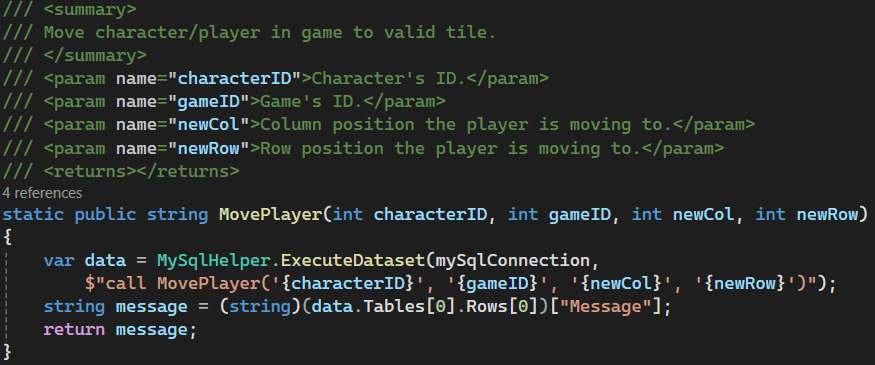 /// <summary>
/// Move character/player in game to valid tile.
/// </summary>
/// <param name="characterID">Character's ID.</param>
/// <param name="gameID">Game's ID.</param>
/// <param name="newCol">Column position the player is moving to.</param>
/// <param name="newRow">Row position the player is moving to.</param>
/// <returns></returns>
4 references
static public string MovePlayer(int characterID, int gameID, int newCol, int newRow)
{
    var data = MySqlHelper.ExecuteDataset(mySqlConnection,
        $"call MovePlayer('{characterID}', '{gameID}', '{newCol}', '{newRow}')");
    string message = (string)(data.Tables[0].Rows[0])["Message"];
    return message;
}